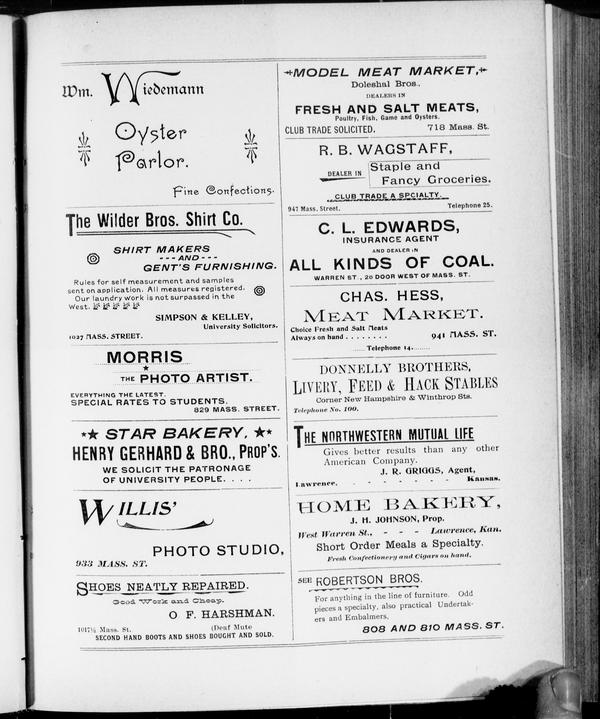 Wm. Wiedemann
Oyster
Parlor.
Fine Confections.
The Wilder Bros. Shirt Co.
SHIRT MAKERS
- - - AND - - -
GENT'S FURNISHING.
Rules for self measurement and samples
sent on application. All measures registered.
Our laundry work is not surpassed in the
West.
SIMPSON & KELLEY,
University Solicitors.
1027 MASS. STREET.
MORRIS
THE PHOTO ARTIST.
EVERYTHING THE LATEST.
SPECIAL RATES TO STUDENTS.
829 MASS. STREET.
STAR BAKERY,
HENRY GERHARD & BRO., PROP'S.
WE SOLICIT THE PATRONAGE
OF UNIVERSITY PEOPLE. . . .
WILLIS'
PHOTO STUDIO,
933 MASS. ST.
SHOES NEATLY REPAIRED.
Good Work and Cheap.
O F. HARSHMAN.
1017½ Mass. St. (Deaf Mute
SECOND HAND BOOTS AND SHOES BOUGHT AND SOLD.
MODEL MEAT MARKET,
Doleshal Bros.,
DEALERS IN
FRESH AND SALT MEATS,
Poultry, Fish, Game and Oysters.
CLUB TRADE SOLICITED. 718 Mass. St.
R. B. WAGSTAFF,
DEALER IN Staple and
Fancy Groceries.
CLUB TRADE A SPCIALTY.
947 Mass. Street. Telephone 25.
C. L. EDWARDS,
INSURANCE AGENT
AND DEALER IN
ALL KINDS OF COAL.
WARREN ST., 2D DOOR WEST OF MASS. ST.
CHAS. HESS,
MEAT MARKET.
Choice Fresh and Salt Meats
Always on hand . . . . . . . . 941 MASS. ST.
...... Telephone 14. .......
DONNELLY BROTHERS,
LIVERY, FEED & HACK STABLES
Corner New Hampshire & Winthrop Sts.
Telephone No. 100.
THE NORTHWESTERN MUTUAL LIFE
Gives better results than any other
American Company.
J. R. GRIGGS, Agent,
Lawrence, - - - - - - Kansas.
HOME BAKERY,
J. H. JOHNSON, Prop.
West Warren St., - - - Lawrence, Kan.
Short Order Meals a Specialty.
Fresh Confectionery and Cigars on hand.
SEE ROBERTSON BROS.
For anything in the line of furniture. Odd
pieces a specialty, also practical Undertak-
ers and Embalmers,
808 AND 810 MASS. ST.